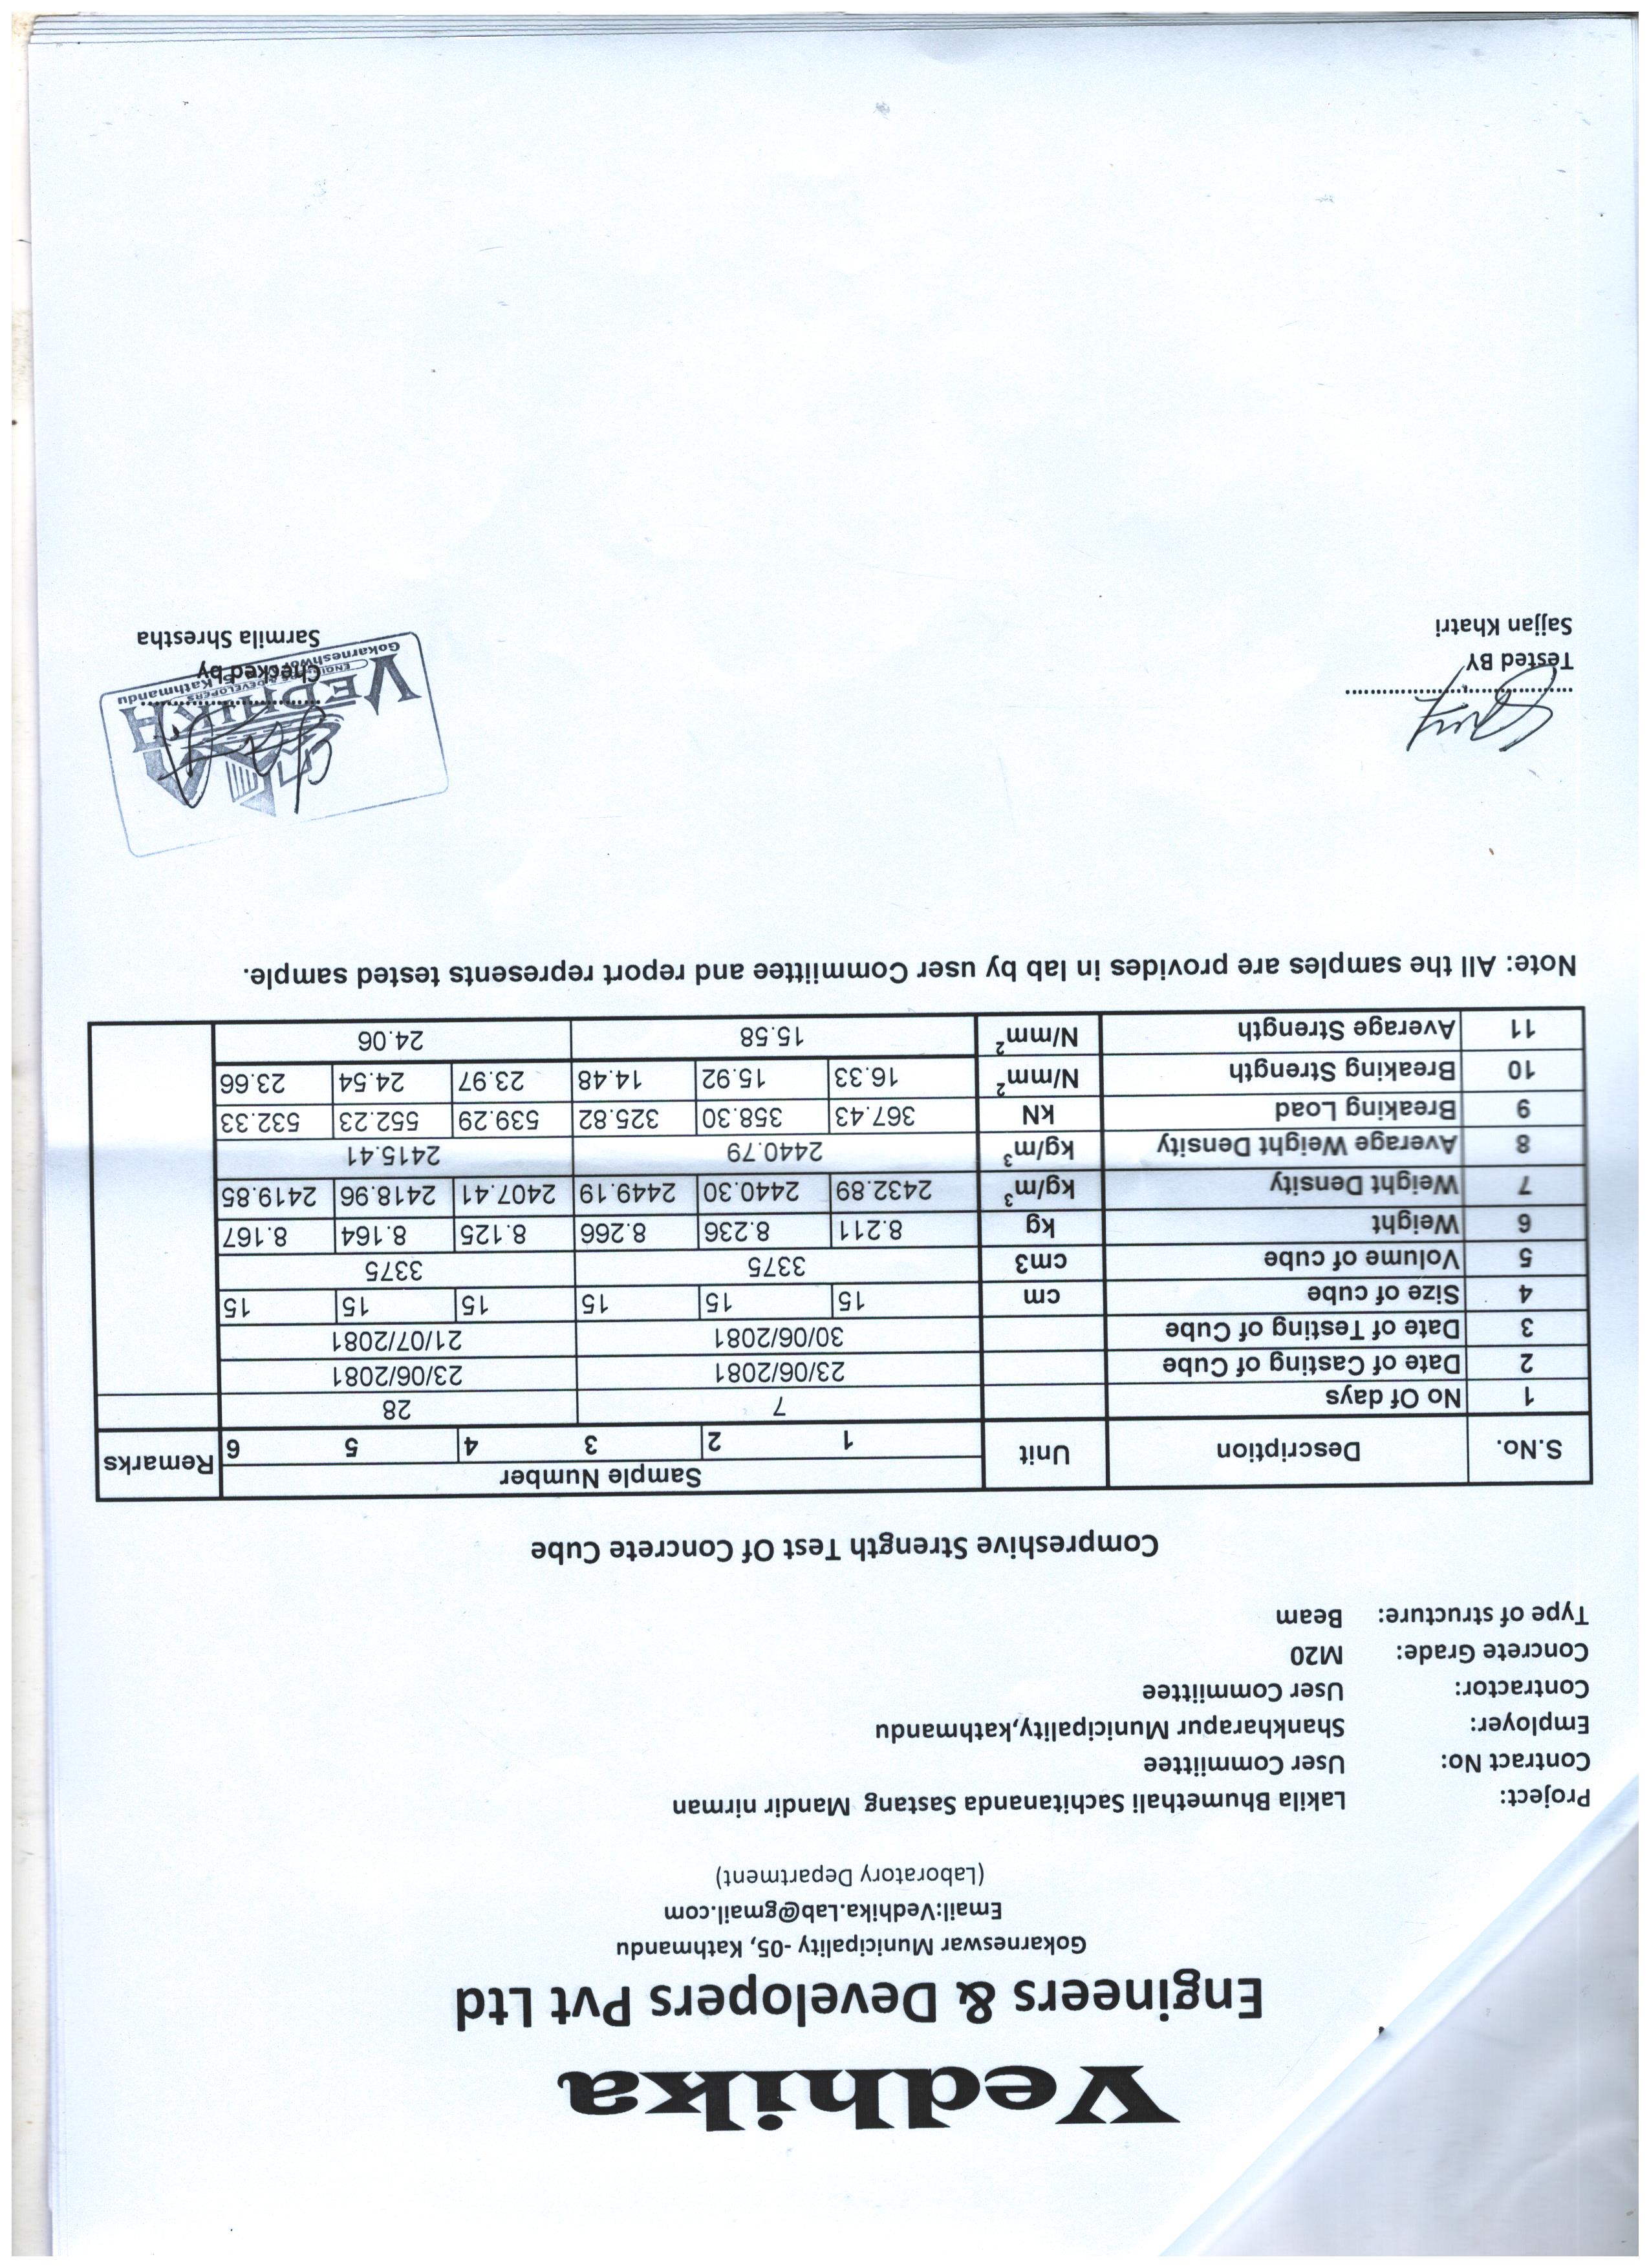 Vedhika
Engineers & Developers Pvt Ltd
Gokarneswar Municipality -05, Kathmandu
Email:Vedhika.Lab@gmail.com
(Laboratory Department)
Project: Lakila Bhumethali Sachitananda Sastang Mandir nirman
Contract No: User Commiittee
Employer: Shankharapur Municipality,kathmandu
Contractor: User Commiittee
Concrete Grade: M20
Type of structure: Beam
Compreshive Strength Test Of Concrete Cube
S.No. Description Unit Sample Number Remarks
1 2 3 4 5 6
1 No Of days 7 28
2 Date of Casting of Cube 23/06/2081 23/06/2081
3 Date of Testing of Cube 30/06/2081 21/07/2081
4 Size of cube cm 15 15 15 15 15 15
5 Volume of cube cm3 3375 3375
6 Weight kg 8.211 8.236 8.266 8.125 8.164 8.167
7 Weight Density kg/m³ 2432.89 2440.30 2449.19 2407.41 2418.96 2419.85
8 Average Weight Density kg/m³ 2440.79 2415.41
9 Breaking Load kN 367.43 358.30 325.82 539.29 552.23 532.33
10 Breaking Strength N/mm² 16.33 15.92 14.48 23.97 24.54 23.66
11 Average Strength N/mm² 15.58 24.06
Note: All the samples are provides in lab by user Commiittee and report represents tested sample.
VEDHIKA
ENGINEERS & DEVELOPERS
Gokarneshwor-5, Kathmandu
Tested BY Checked by
Sajjan Khatri Sarmila Shrestha